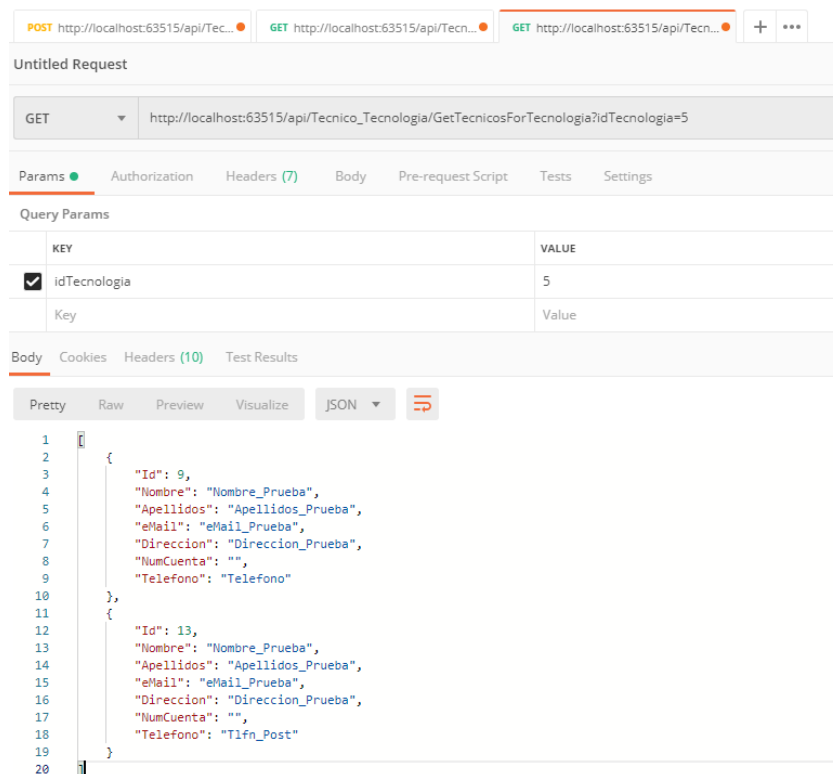 POST http://localhost:63515/api/Tec... GET http://localhost:63515/api/Tecn... GET http://localhost:63515/api/Tecn... + •••
Untitled Request
GET http://localhost:63515/api/Tecnico_Tecnologia/GetTecnicosForTecnologia?idTecnologia=5
Params Authorization Headers (7) Body Pre-request Script Tests Settings
Query Params
KEY VALUE
idTecnologia 5
Key Value
Body Cookies Headers (10) Test Results
Pretty Raw Preview Visualize JSON
1 [
2 {
3 "Id": 9,
4 "Nombre": "Nombre_Prueba",
5 "Apellidos": "Apellidos_Prueba",
6 "eMail": "eMail_Prueba",
7 "Direccion": "Direccion_Prueba",
8 "NumCuenta": "",
9 "Telefono": "Telefono"
10 },
11 {
12 "Id": 13,
13 "Nombre": "Nombre_Prueba",
14 "Apellidos": "Apellidos_Prueba",
15 "eMail": "eMail_Prueba",
16 "Direccion": "Direccion_Prueba",
17 "NumCuenta": "",
18 "Telefono": "Tlfn_Post"
19 }
20 ]